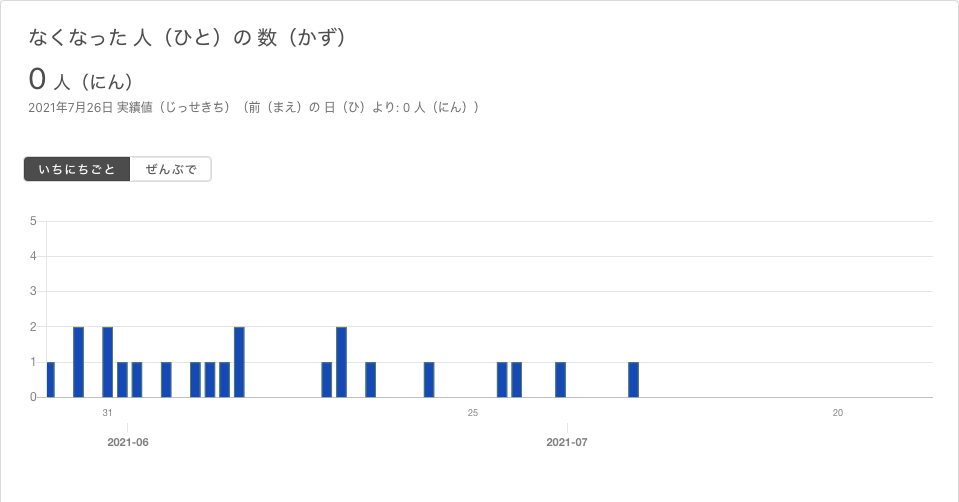 なくなった 人（ひと）の 数（かず）
0 人（にん）
2021年7月26日 実績値（じっせきち）（前（まえ）の 日（ひ）より: 0 人（にん））
いちにちごと ぜんぶで
5
4
3
2
1
0
31 25 20
2021-06 2021-07